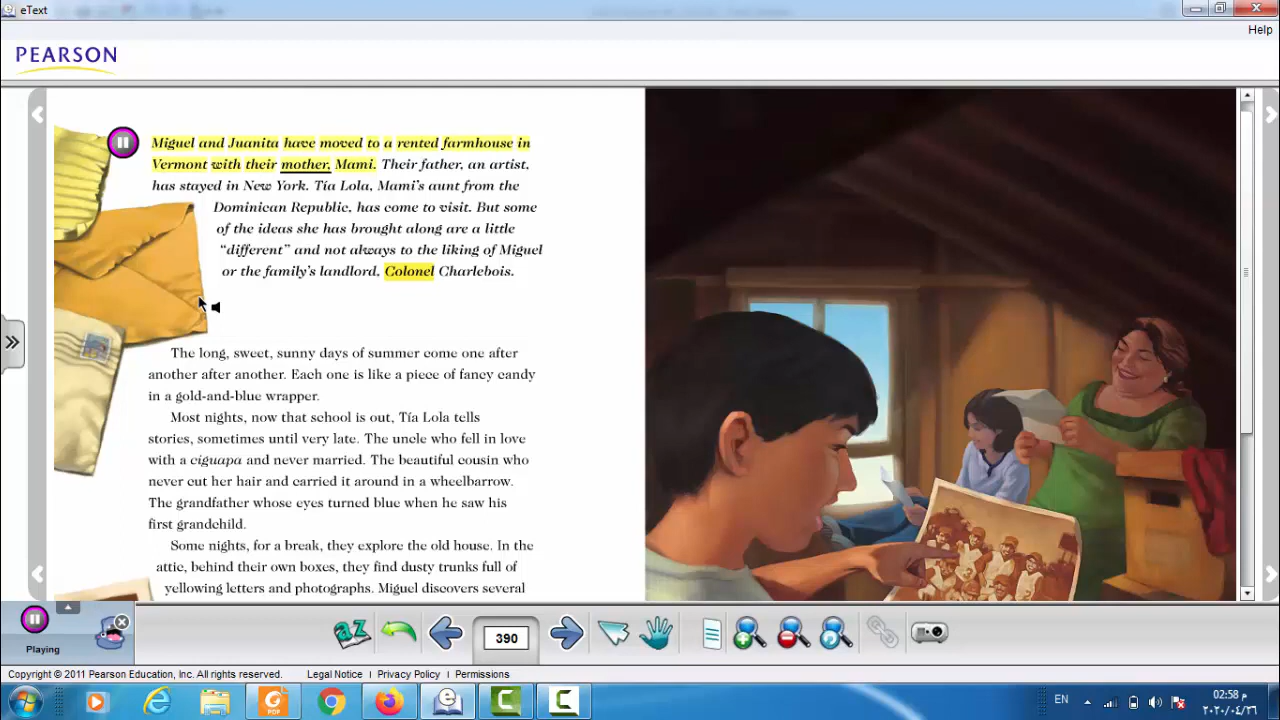 eText
Help
PEARSON
Miguel and Juanita have moved to a rented farmhouse in
Vermont with their mother, Mami. Their father, an artist,
has stayed in New York. Tía Lola, Mami's aunt from the
Dominican Republic, has come to visit. But some
of the ideas she has brought along are a little
“different” and not always to the liking of Miguel
or the family's landlord, Colonel Charlebois.
The long, sweet, sunny days of summer come one after
another after another. Each one is like a piece of fancy candy
in a gold-and-blue wrapper.
Most nights, now that school is out, Tía Lola tells
stories, sometimes until very late. The uncle who fell in love
with a ciguapa and never married. The beautiful cousin who
never cut her hair and carried it around in a wheelbarrow.
The grandfather whose eyes turned blue when he saw his
first grandchild.
Some nights, for a break, they explore the old house. In the
attic, behind their own boxes, they find dusty trunks full of
yellowing letters and photographs. Miguel discovers several
Playing
aZ
390
Copyright © 2011 Pearson Education, Inc. All rights reserved. Legal Notice | Privacy Policy | Permissions
PDF
EN
02:58 م
٢٠٢٠/٠٤/٢٦